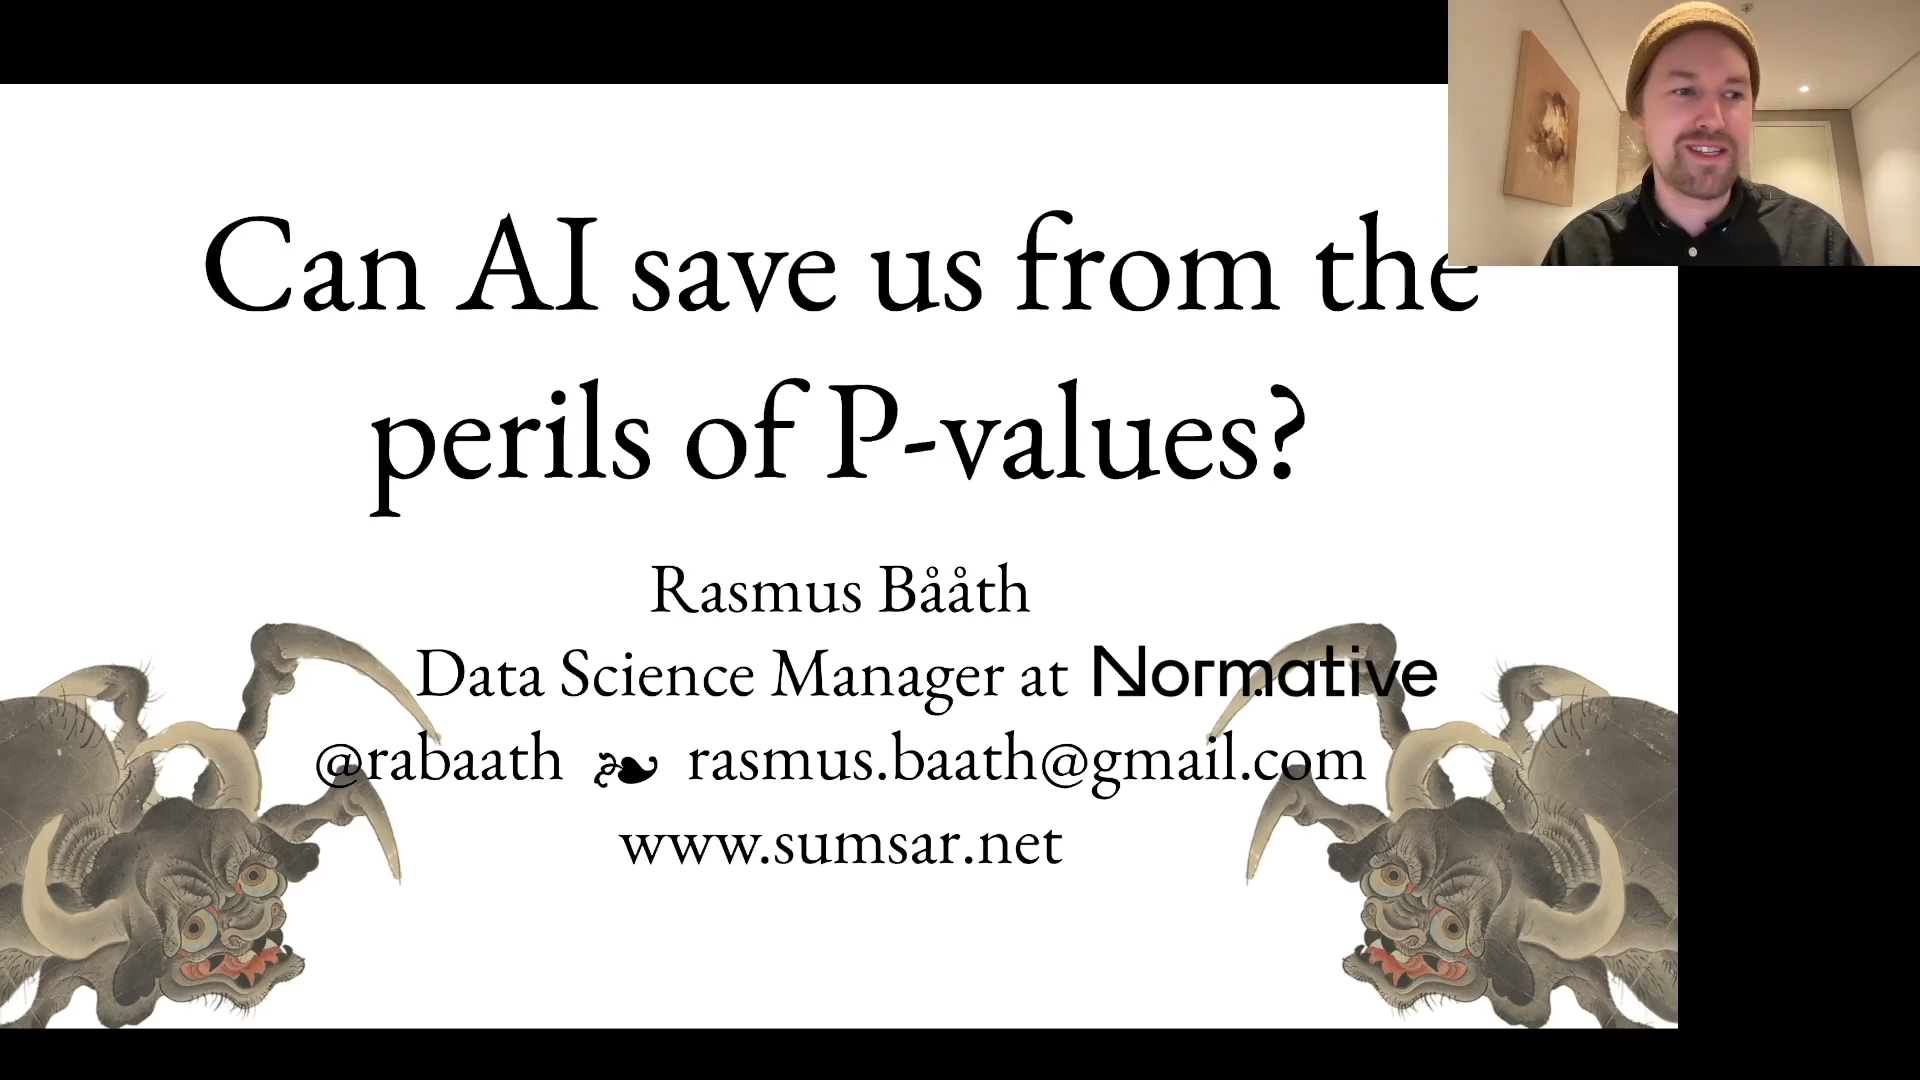 Can AI save us from the
perils of P-values?
Rasmus Bååth
Data Science Manager at Normative
@rabaath ❧ rasmus.baath@gmail.com
www.sumsar.net